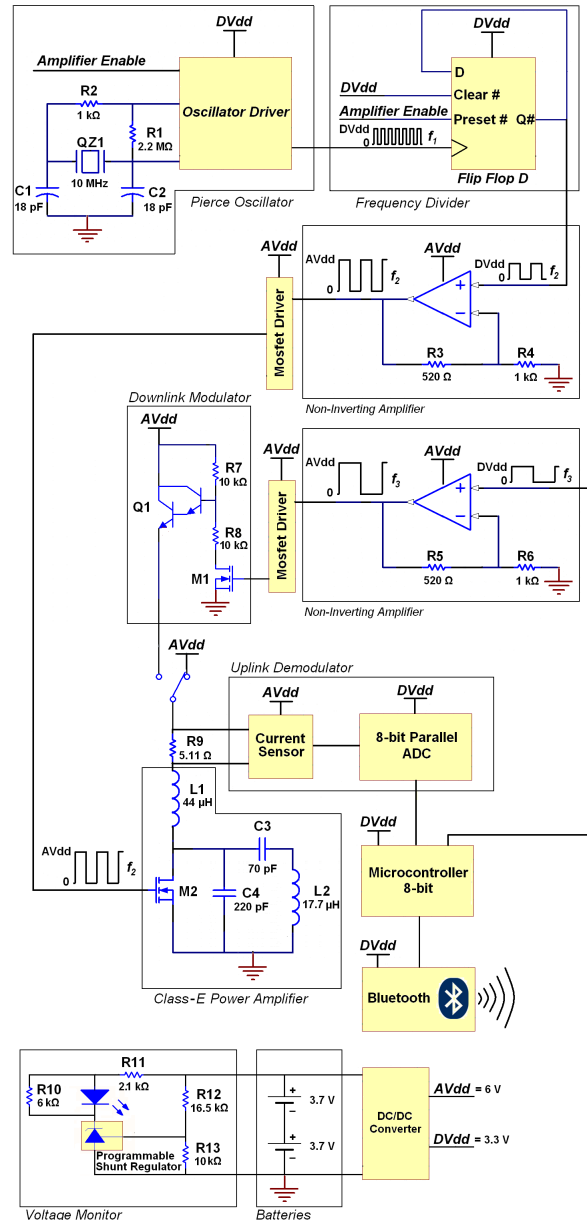 DVdd
Amplifier Enable
R2
1 kΩ
R1
2.2 MΩ
QZ1
10 MHz
C1
18 pF
C2
18 pF
Oscillator Driver
Pierce Oscillator
DVdd
D
DVdd
Clear #
Amplifier Enable
Preset #
Q#
DVdd
0
f1
Flip Flop D
Frequency Divider
AVdd
Mosfet Driver
AVdd
0
f2
AVdd
DVdd
0
f2
+
−
R3
520 Ω
R4
1 kΩ
Non-Inverting Amplifier
Downlink Modulator
AVdd
R7
10 kΩ
Q1
R8
10 kΩ
M1
AVdd
Mosfet Driver
AVdd
0
f3
AVdd
DVdd
0
f3
+
−
R5
520 Ω
R6
1 kΩ
Non-Inverting Amplifier
AVdd
Uplink Demodulator
R9
5.11 Ω
AVdd
Current
Sensor
DVdd
8-bit Parallel
ADC
L1
44 µH
C3
70 pF
AVdd
0
f2
M2
C4
220 pF
L2
17.7 µH
Class-E Power Amplifier
DVdd
Microcontroller
8-bit
DVdd
Bluetooth
R11
2.1 kΩ
R10
6 kΩ
R12
16.5 kΩ
R13
10 kΩ
Programmable
Shunt Regulator
Voltage Monitor
+
−
3.7 V
+
−
3.7 V
Batteries
DC/DC
Converter
AVdd = 6 V
DVdd = 3.3 V